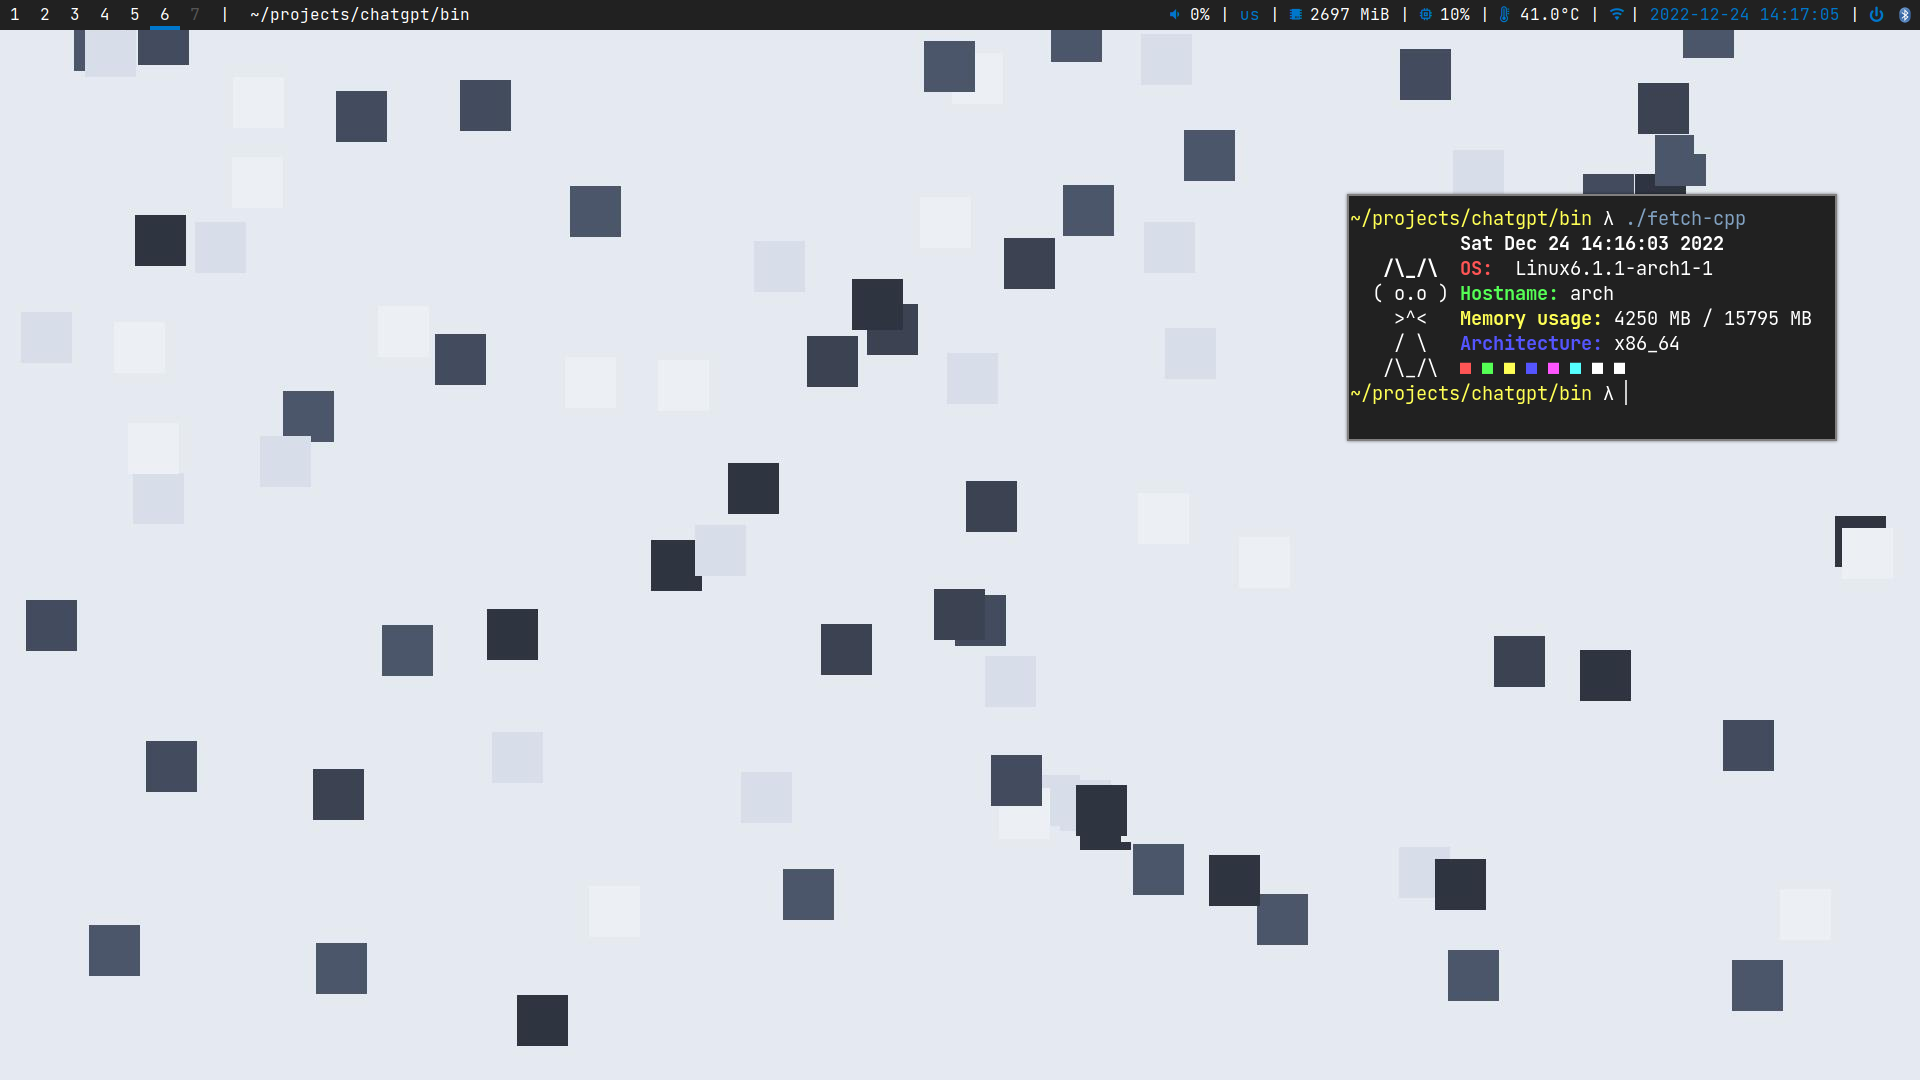 1 2 3 4 5 6 7 | ~/projects/chatgpt/bin 0% | us | 2697 MiB | 10% | 41.0°C | | 2022-12-24 14:17:05 |
~/projects/chatgpt/bin λ ./fetch-cpp
Sat Dec 24 14:16:03 2022
/\_/\ OS: Linux6.1.1-arch1-1
( o.o ) Hostname: arch
>^< Memory usage: 4250 MB / 15795 MB
/ \ Architecture: x86_64
/\_/\
~/projects/chatgpt/bin λ